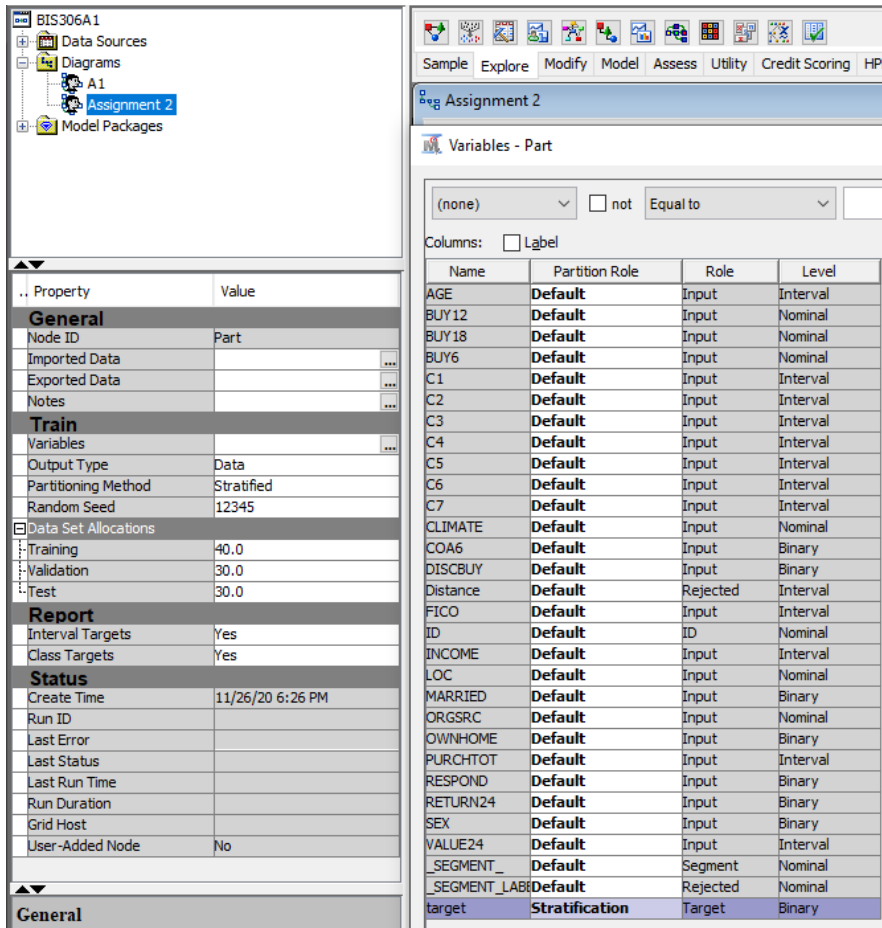 BIS306A1
Data Sources
Diagrams
A1
Assignment 2
Model Packages
.. Property Value
General
Node ID Part
Imported Data ...
Exported Data ...
Notes ...
Train
Variables ...
Output Type Data
Partitioning Method Stratified
Random Seed 12345
Data Set Allocations
Training 40.0
Validation 30.0
Test 30.0
Report
Interval Targets Yes
Class Targets Yes
Status
Create Time 11/26/20 6:26 PM
Run ID
Last Error
Last Status
Last Run Time
Run Duration
Grid Host
User-Added Node No
General
Sample Explore Modify Model Assess Utility Credit Scoring HP
Assignment 2
Variables - Part
(none) not Equal to
Columns: Label
Name Partition Role Role Level
AGE Default Input Interval
BUY12 Default Input Nominal
BUY18 Default Input Nominal
BUY6 Default Input Nominal
C1 Default Input Interval
C2 Default Input Interval
C3 Default Input Interval
C4 Default Input Interval
C5 Default Input Interval
C6 Default Input Interval
C7 Default Input Interval
CLIMATE Default Input Nominal
COA6 Default Input Binary
DISCBUY Default Input Binary
Distance Default Rejected Interval
FICO Default Input Interval
ID Default ID Nominal
INCOME Default Input Interval
LOC Default Input Nominal
MARRIED Default Input Binary
ORGSRC Default Input Nominal
OWNHOME Default Input Binary
PURCHTOT Default Input Interval
RESPOND Default Input Binary
RETURN24 Default Input Binary
SEX Default Input Binary
VALUE24 Default Input Interval
_SEGMENT_ Default Segment Nominal
_SEGMENT_LABE Default Rejected Nominal
target Stratification Target Binary